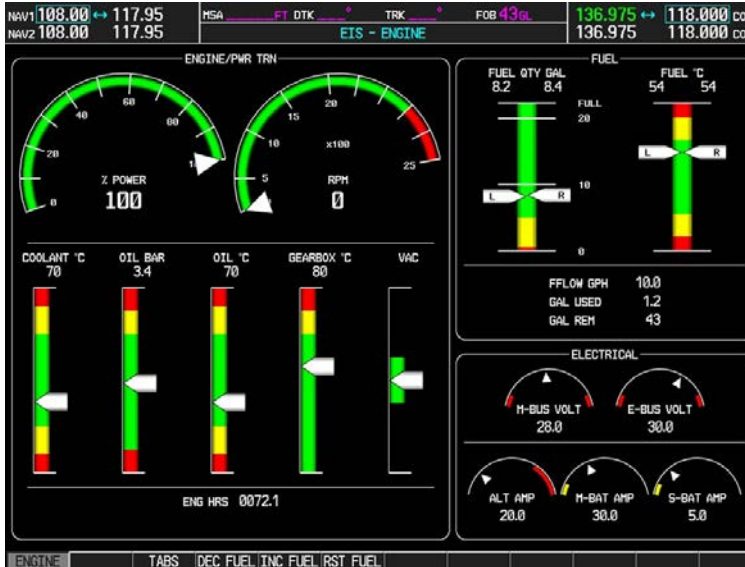 NAV1 108.00 ↔ 117.95 MSA ____FT DTK ____° TRK ____° FOB 43GL 136.975 ↔ 118.000 CO
NAV2 108.00 117.95 EIS - ENGINE 136.975 118.000 CO
ENGINE/PWR TRN
0 20 40 60 80
% POWER
100
5 10 15 20 25
x100
RPM
0
COOLANT °C OIL BAR OIL °C GEARBOX °C VAC
70 3.4 70 80
ENG HRS 0072.1
FUEL
FUEL QTY GAL FUEL °C
8.2 8.4 54 54
FULL
20
L R L R
10
0
FFLOW GPH 10.0
GAL USED 1.2
GAL REM 43
ELECTRICAL
M-BUS VOLT E-BUS VOLT
28.0 30.0
ALT AMP M-BAT AMP S-BAT AMP
20.0 30.0 5.0
ENGINE TABS DEC FUEL INC FUEL RST FUEL